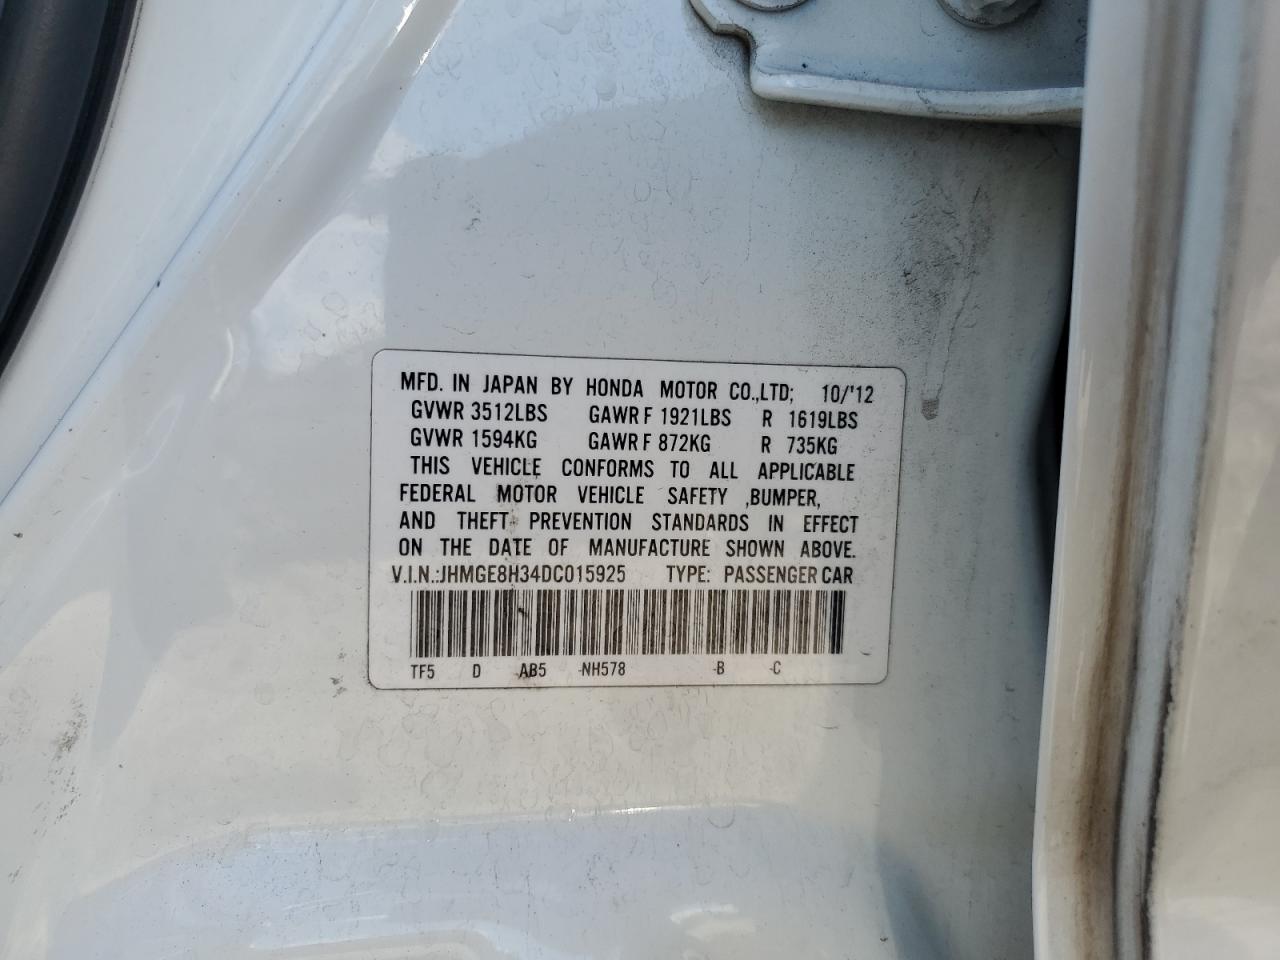 MFD. IN JAPAN BY HONDA MOTOR CO.,LTD; 10/'12
GVWR 3512LBS GAWR F 1921LBS R 1619LBS
GVWR 1594KG GAWR F 872KG R 735KG
THIS VEHICLE CONFORMS TO ALL APPLICABLE
FEDERAL MOTOR VEHICLE SAFETY ,BUMPER,
AND THEFT PREVENTION STANDARDS IN EFFECT
ON THE DATE OF MANUFACTURE SHOWN ABOVE.
V.I.N.:JHMGE8H34DC015925 TYPE: PASSENGER CAR
TF5 D -AB5 -NH578 -B -C